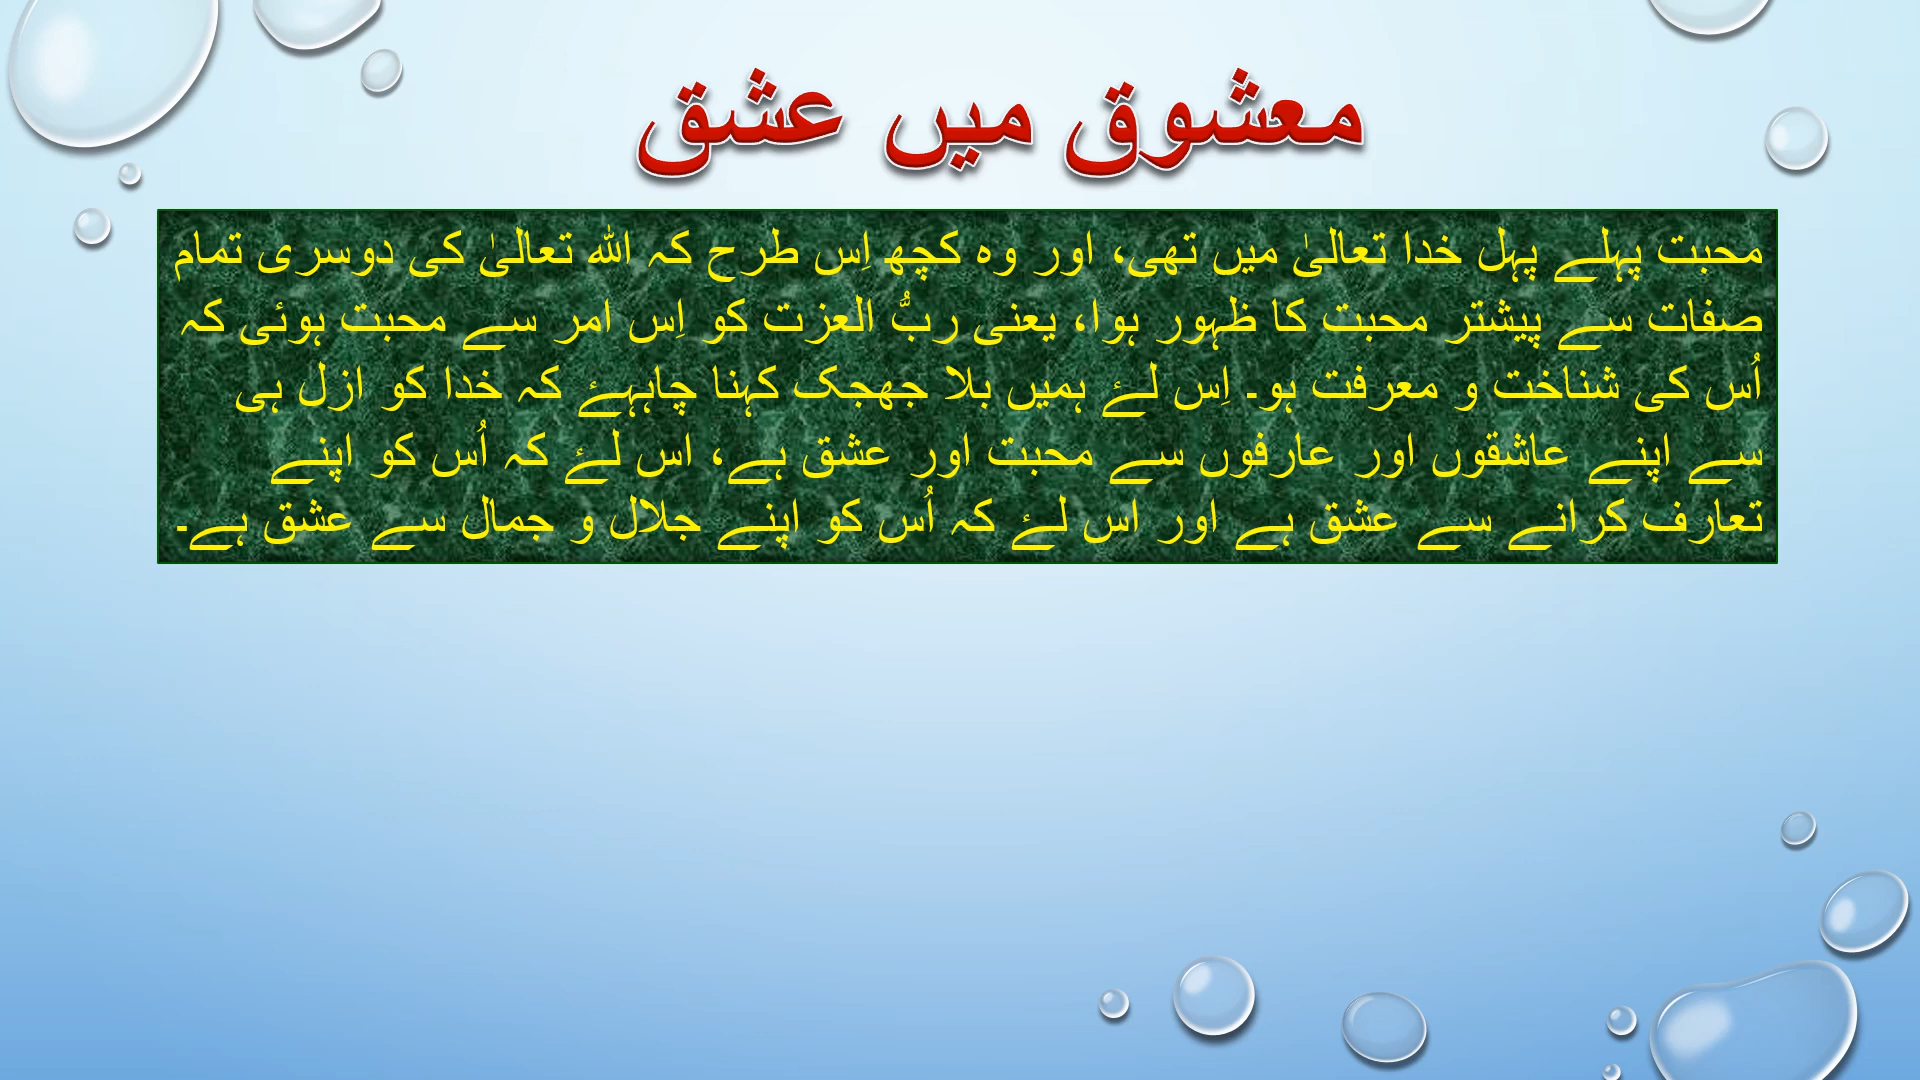 معشوق میں عشق
محبت پہلے پہل خدا تعالیٰ میں تھی، اور وہ کچھ اِس طرح کہ اللہ تعالیٰ کی دوسری تمام
صفات سے پیشتر محبت کا ظہور ہوا، یعنی ربُّ العزت کو اِس امر سے محبت ہوئی کہ
اُس کی شناخت و معرفت ہو۔ اِس لئے ہمیں بلا جھجک کہنا چاہہئے کہ خدا کو ازل ہی
سے اپنے عاشقوں اور عارفوں سے محبت اور عشق ہے، اس لئے کہ اُس کو اپنے
تعارف کرانے سے عشق ہے اور اس لئے کہ اُس کو اپنے جلال و جمال سے عشق ہے۔